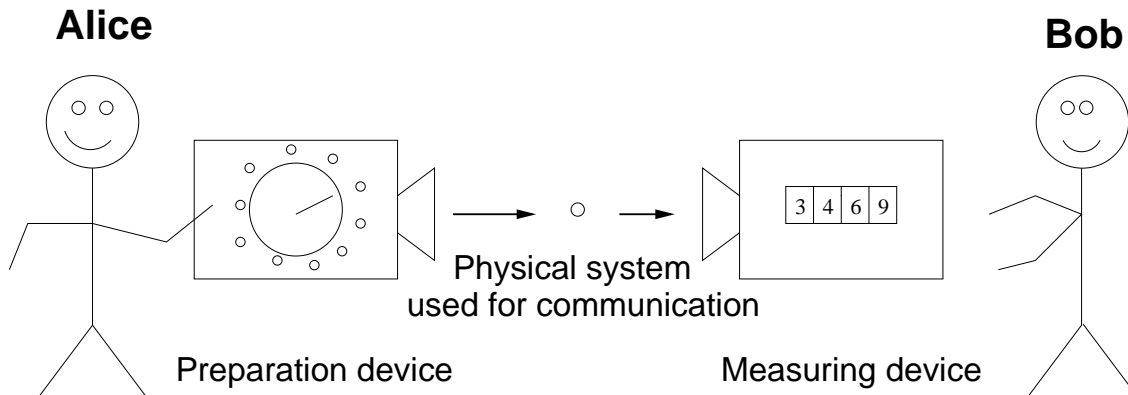 Alice
Bob
3 4 6 9
Physical system
used for communication
Preparation device
Measuring device